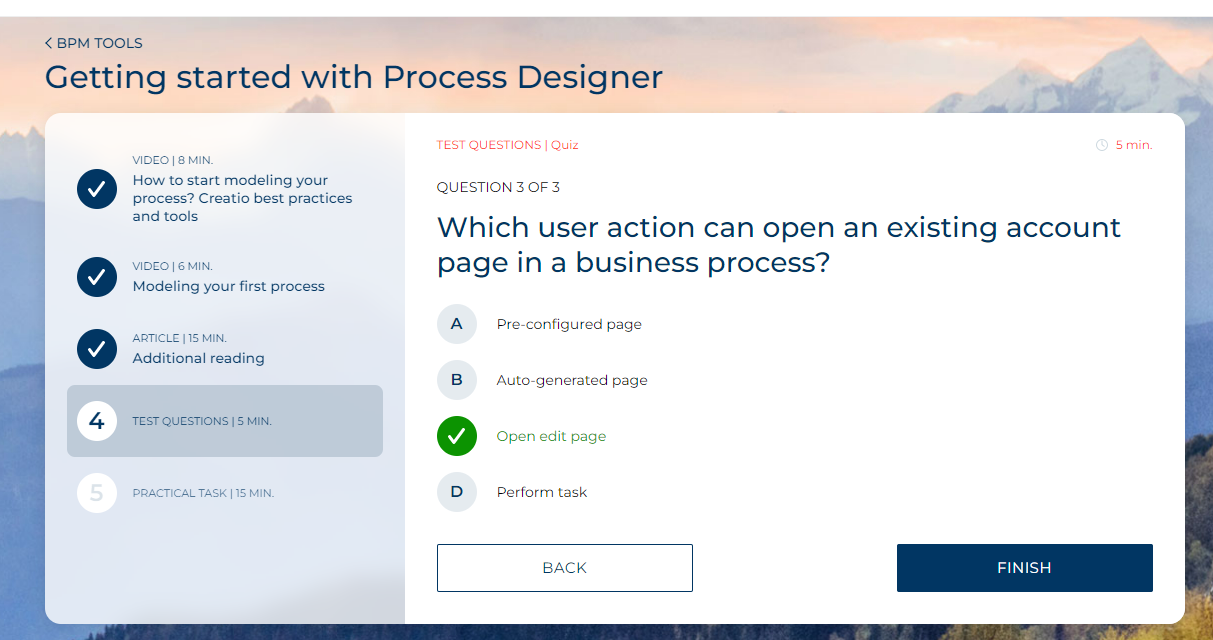 < BPM TOOLS
Getting started with Process Designer
VIDEO | 8 MIN.
How to start modeling your
process? Creatio best practices
and tools
VIDEO | 6 MIN.
Modeling your first process
ARTICLE | 15 MIN.
Additional reading
4
TEST QUESTIONS | 5 MIN.
5
PRACTICAL TASK | 15 MIN.
TEST QUESTIONS | Quiz
5 min.
QUESTION 3 OF 3
Which user action can open an existing account
page in a business process?
A Pre-configured page
B Auto-generated page
Open edit page
D Perform task
BACK
FINISH